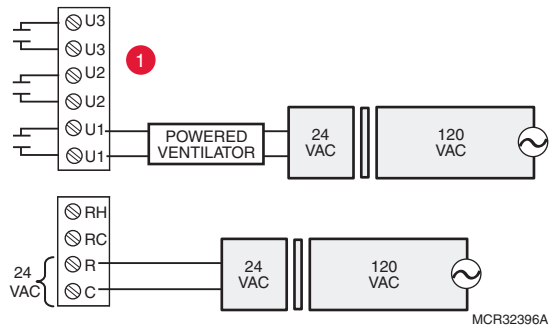 U3
U3
1
U2
U2
U1
U1
POWERED
VENTILATOR
24
VAC
120
VAC
RH
RC
R
C
24
VAC
24
VAC
120
VAC
MCR32396A